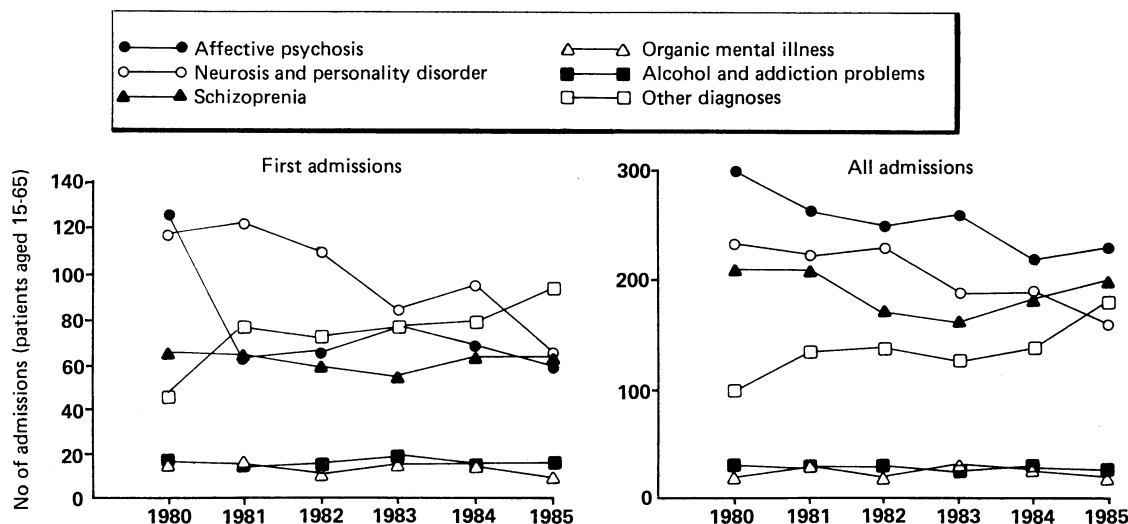 Affective psychosis
Neurosis and personality disorder
Schizoprenia
Organic mental illness
Alcohol and addiction problems
Other diagnoses
No of admissions (patients aged 15-65)
First admissions
140
120
100
80
60
40
20
0
1980 1981 1982 1983 1984 1985
All admissions
300
200
100
0
1980 1981 1982 1983 1984 1985